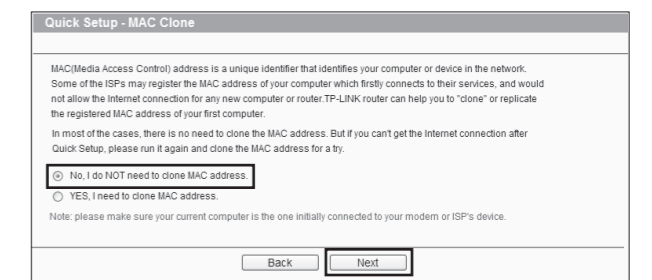 Quick Setup - MAC Clone
MAC(Media Access Control) address is a unique identifier that identifies your computer or device in the network.
Some of the ISPs may register the MAC address of your computer which firstly connects to their services, and would
not allow the Internet connection for any new computer or router.TP-LINK router can help you to "clone" or replicate
the registered MAC address of your first computer.
In most of the cases, there is no need to clone the MAC address. But if you can't get the Internet connection after
Quick Setup, please run it again and clone the MAC address for a try.
No, I do NOT need to clone MAC address.
YES, I need to clone MAC address.
Note: please make sure your current computer is the one initially connected to your modem or ISP's device.
Back Next